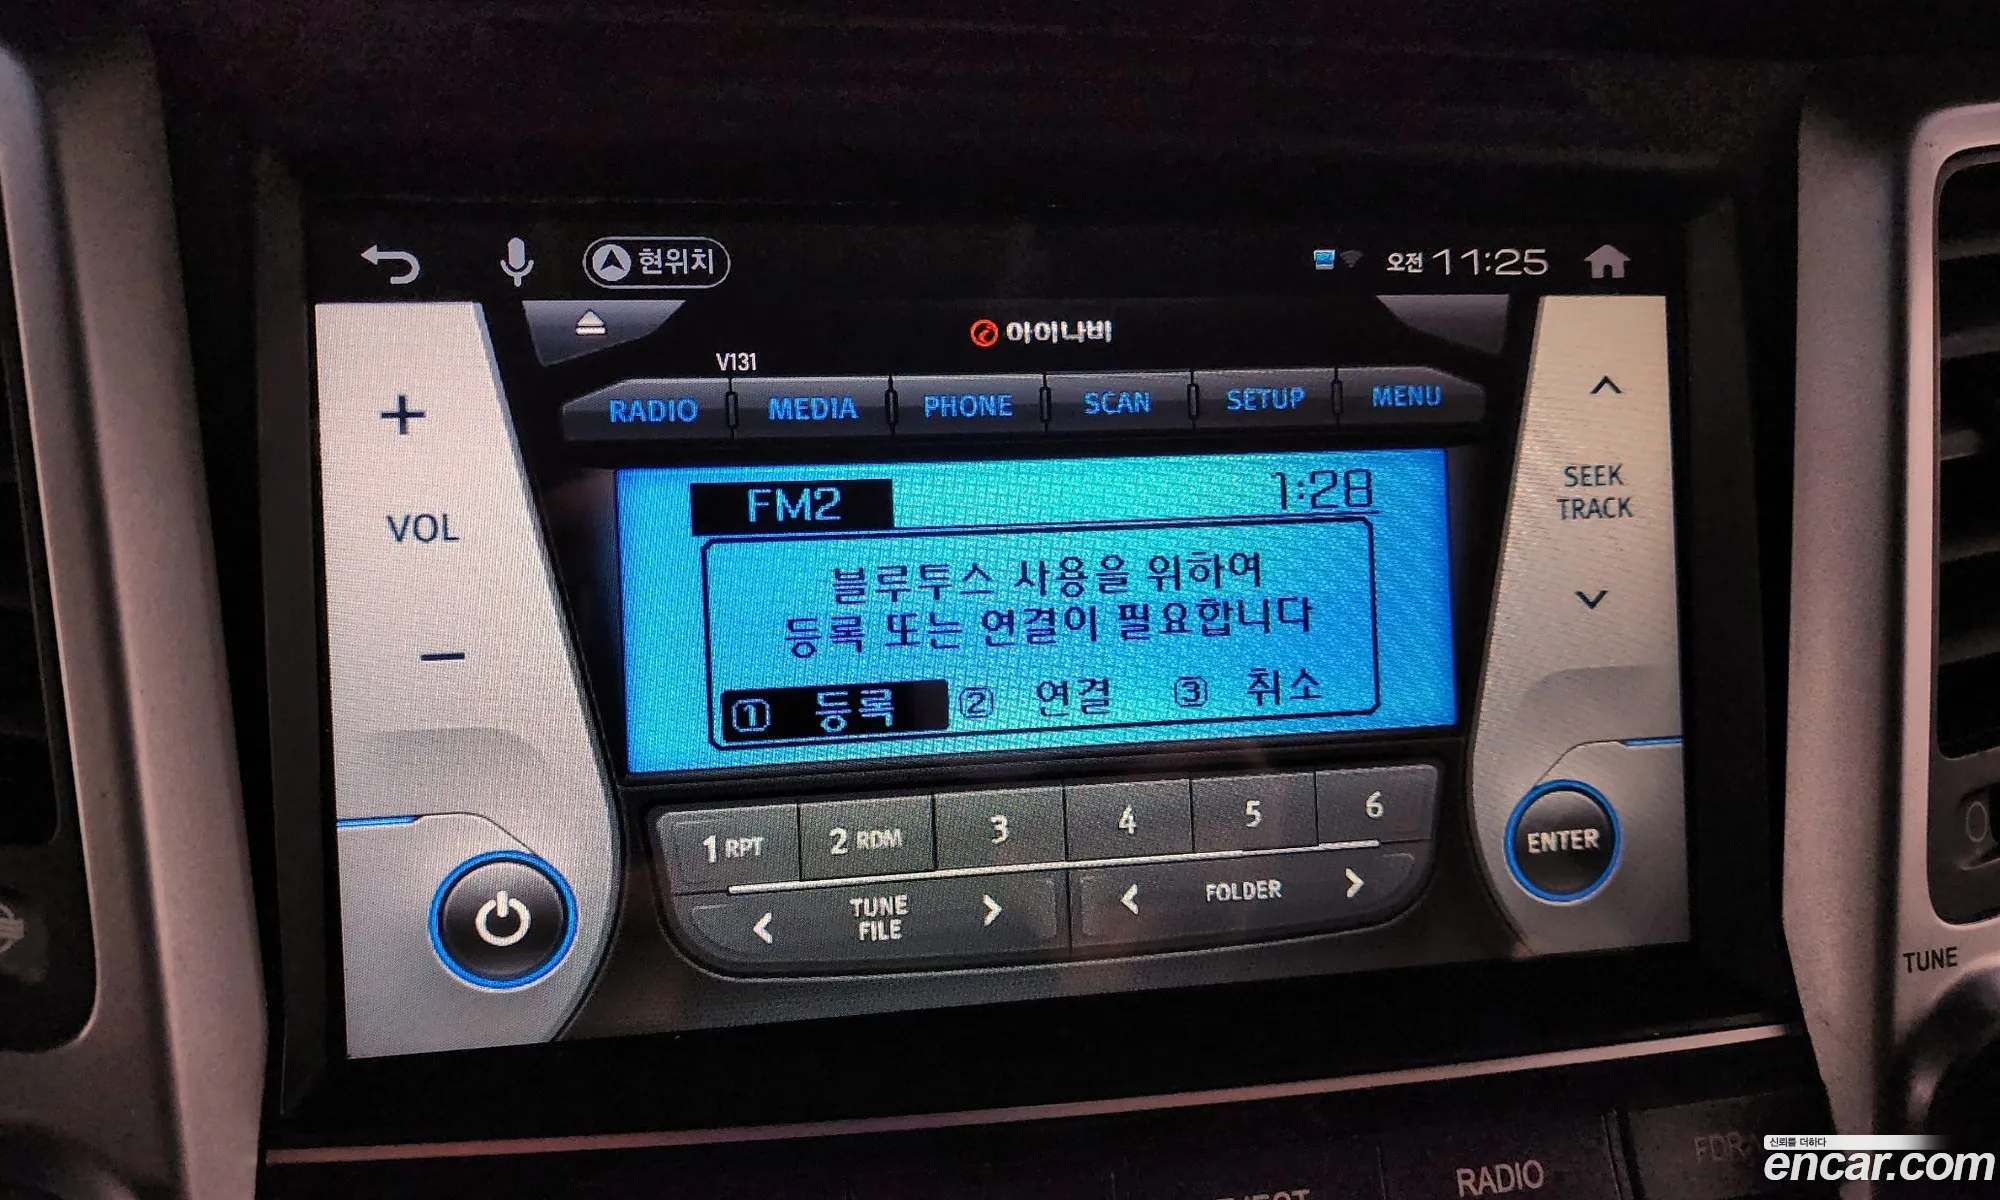 현위치
오전 11:25
아이나비
V131
RADIO MEDIA PHONE SCAN SETUP MENU
+
VOL
−
SEEK
TRACK
FM2 1:28
블루투스 사용을 위하여
등록 또는 연결이 필요합니다
① 등록 ② 연결 ③ 취소
1 RPT 2 RDM 3 4 5 6
TUNE
FILE
FOLDER
ENTER
TUNE
RADIO
신뢰를 더하다
encar.com